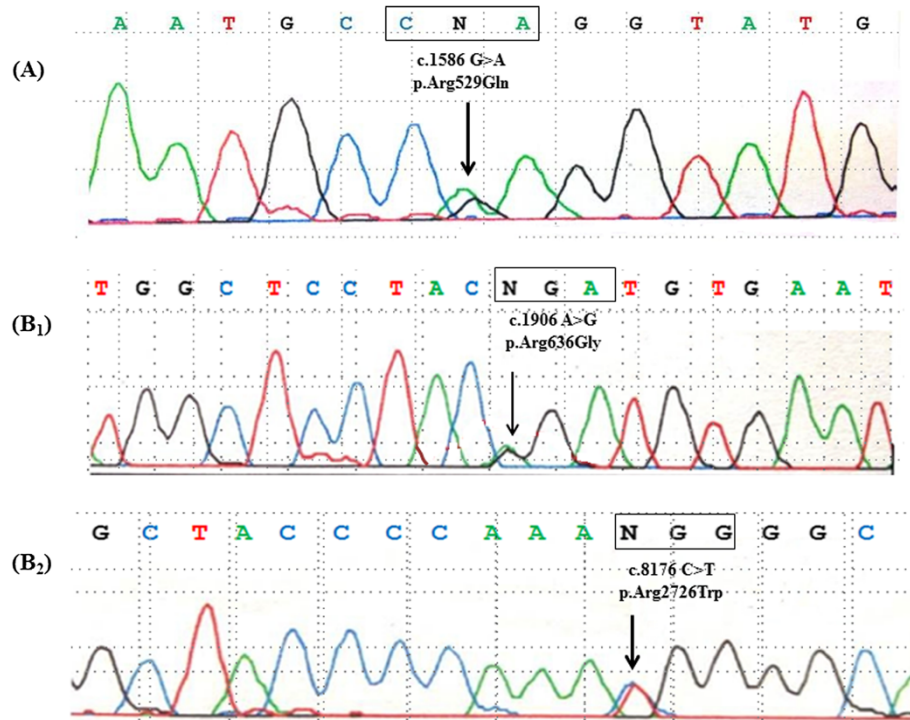 A A T G C C N A G G T A T G
(A)
c.1586 G>A
p.Arg529Gln
T G G C T C C T A C N G A T G T G A A T
(B₁)
c.1906 A>G
p.Arg636Gly
G C T A C C C C A A A N G G G G C
(B₂)
c.8176 C>T
p.Arg2726Trp